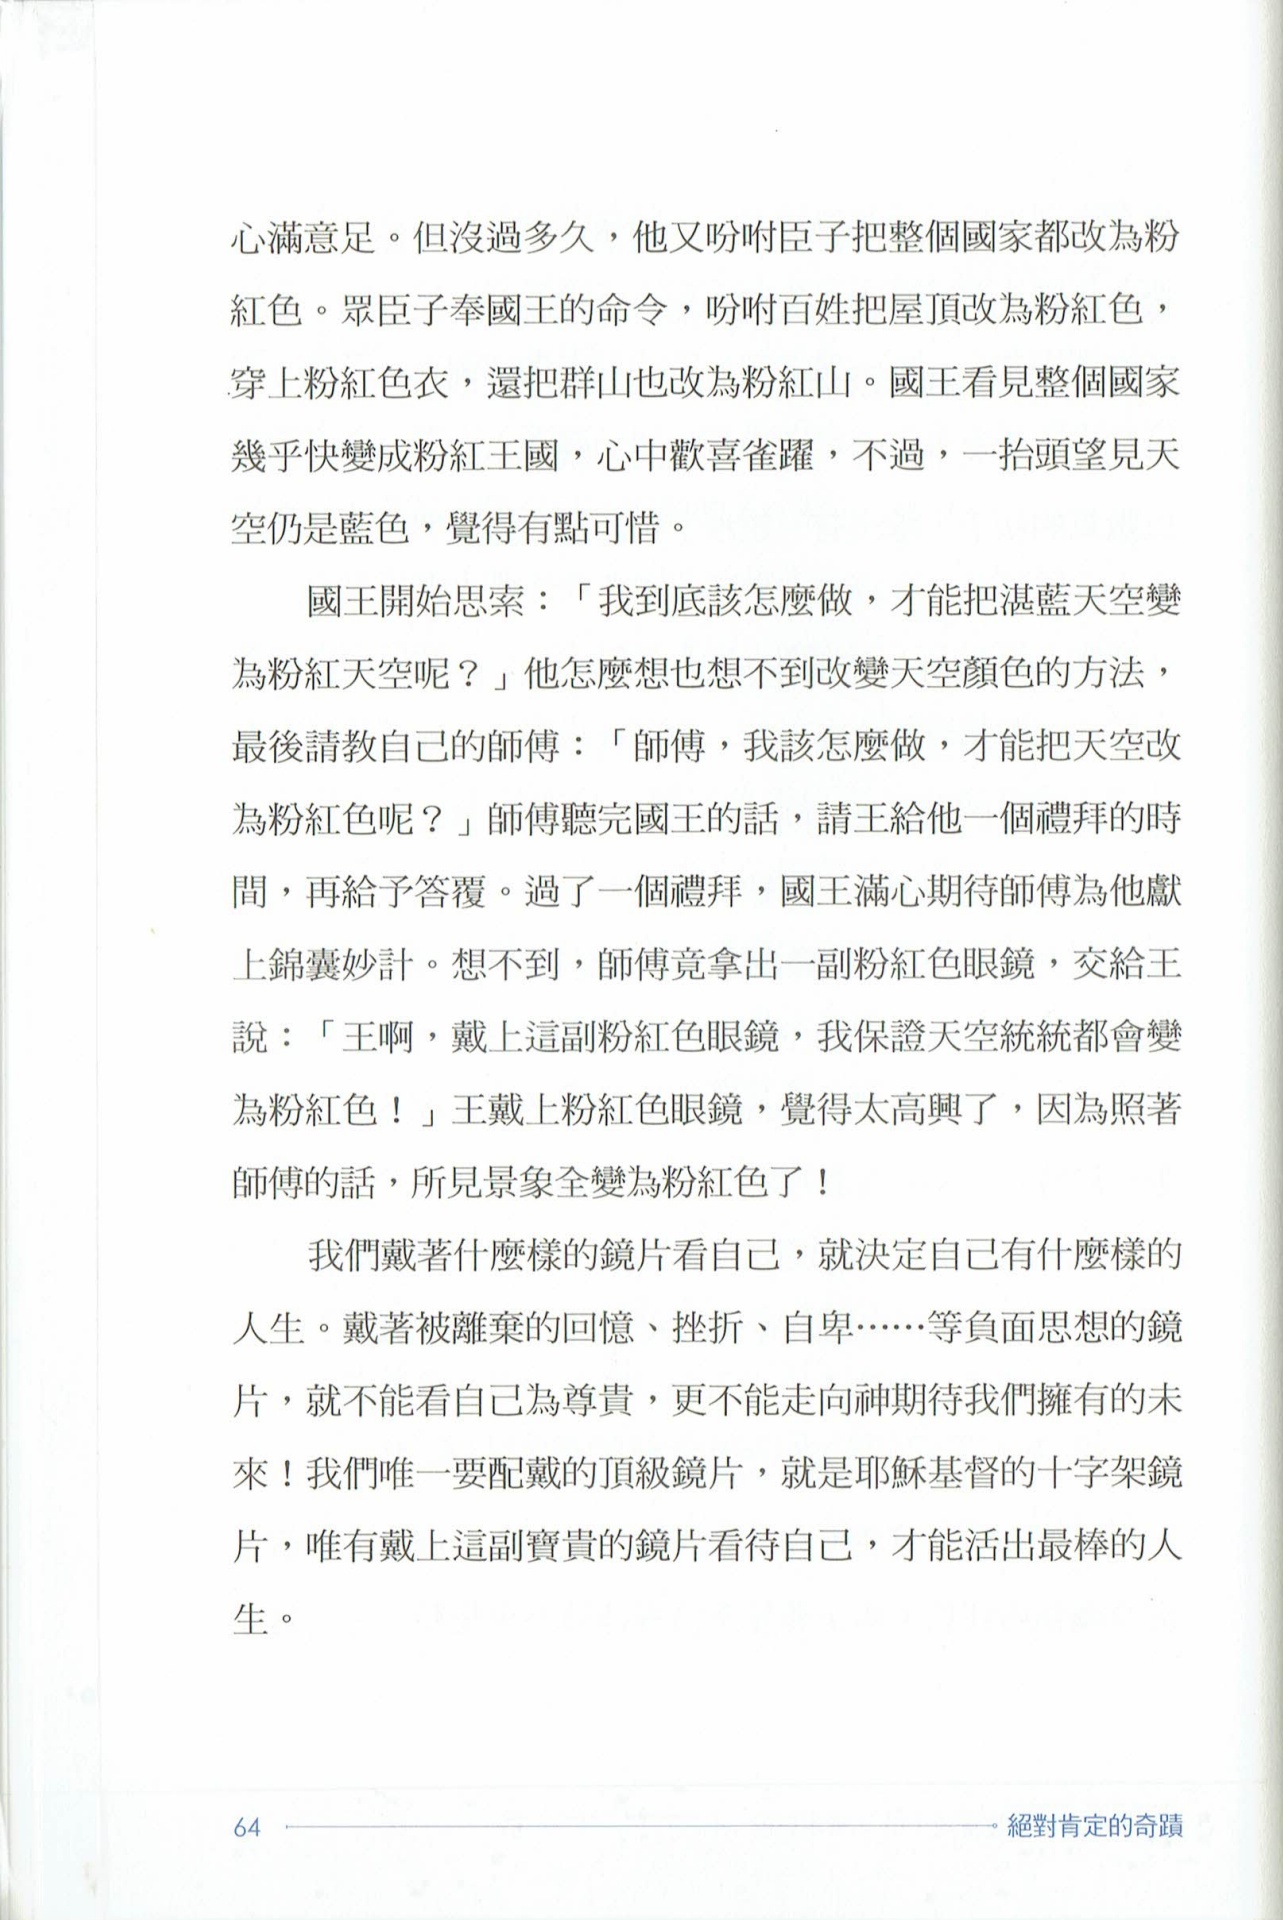 心滿意足。但沒過多久，他又吩咐臣子把整個國家都改為粉
紅色。眾臣子奉國王的命令，吩咐百姓把屋頂改為粉紅色，
穿上粉紅色衣，還把群山也改為粉紅山。國王看見整個國家
幾乎快變成粉紅王國，心中歡喜雀躍，不過，一抬頭望見天
空仍是藍色，覺得有點可惜。
國王開始思索：「我到底該怎麼做，才能把湛藍天空變
為粉紅天空呢？」他怎麼想也想不到改變天空顏色的方法，
最後請教自己的師傅：「師傅，我該怎麼做，才能把天空改
為粉紅色呢？」師傅聽完國王的話，請王給他一個禮拜的時
間，再給予答覆。過了一個禮拜，國王滿心期待師傅為他獻
上錦囊妙計。想不到，師傅竟拿出一副粉紅色眼鏡，交給王
說：「王啊，戴上這副粉紅色眼鏡，我保證天空統統都會變
為粉紅色！」王戴上粉紅色眼鏡，覺得太高興了，因為照著
師傅的話，所見景象全變為粉紅色了！
我們戴著什麼樣的鏡片看自己，就決定自己有什麼樣的
人生。戴著被離棄的回憶、挫折、自卑……等負面思想的鏡
片，就不能看自己為尊貴，更不能走向神期待我們擁有的未
來！我們唯一要配戴的頂級鏡片，就是耶穌基督的十字架鏡
片，唯有戴上這副寶貴的鏡片看待自己，才能活出最棒的人
生。
64 絕對肯定的奇蹟